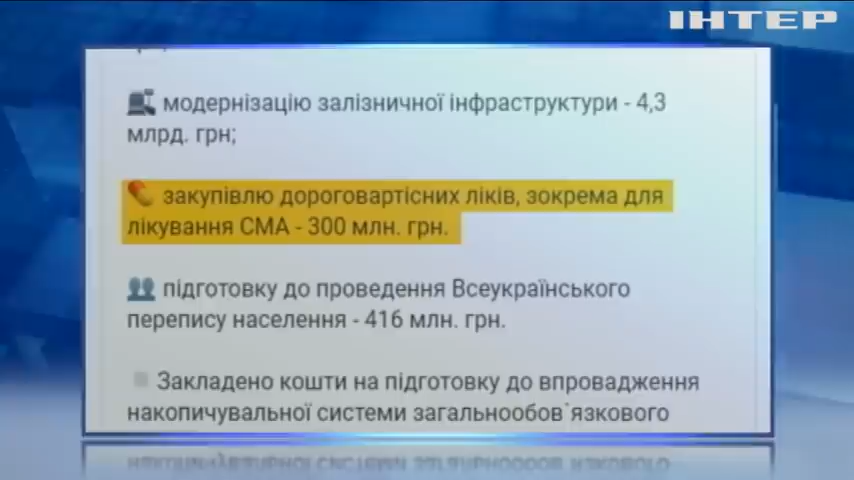 ІНТЕР
модернізацію залізничної інфраструктури - 4,3
млрд. грн;
закупівлю дороговартісних ліків, зокрема для
лікування СМА - 300 млн. грн.
підготовку до проведення Всеукраїнського
перепису населення - 416 млн. грн.
Закладено кошти на підготовку до впровадження
накопичувальної системи загальнообов`язкового